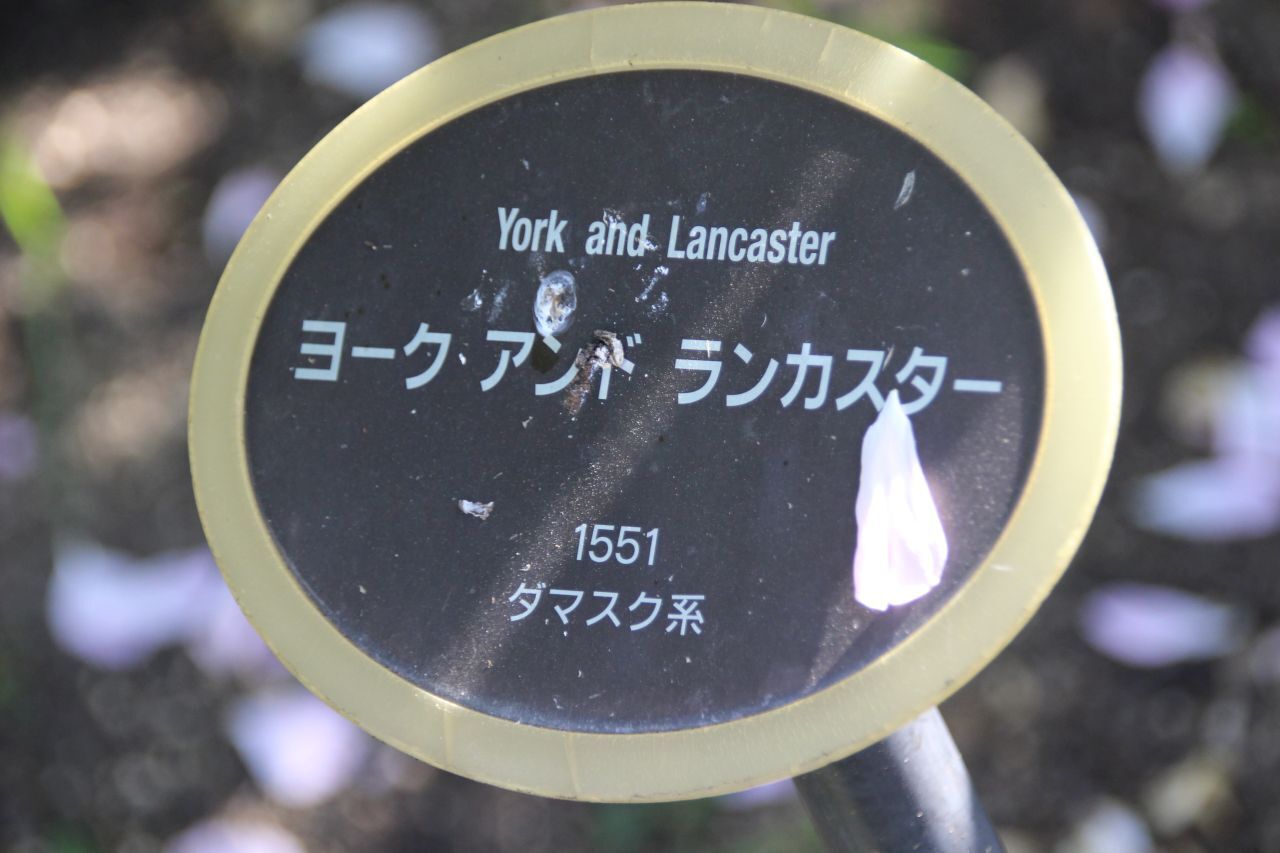 York and Lancaster
ヨーク アンド ランカスター
1551
ダマスク系